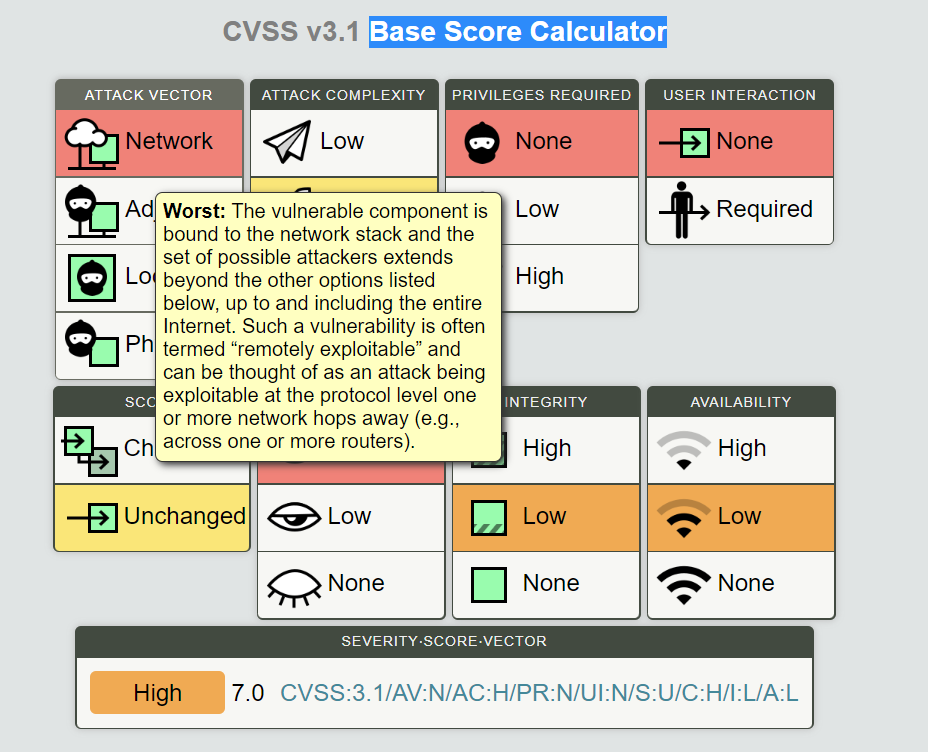 CVSS v3.1 Base Score Calculator
ATTACK VECTOR
Network
Ad
Lo
Ph
ATTACK COMPLEXITY
Low
PRIVILEGES REQUIRED
None
Low
High
USER INTERACTION
None
Required
Worst: The vulnerable component is
bound to the network stack and the
set of possible attackers extends
beyond the other options listed
below, up to and including the entire
Internet. Such a vulnerability is often
termed “remotely exploitable” and
can be thought of as an attack being
exploitable at the protocol level one
or more network hops away (e.g.,
across one or more routers).
SCO
Ch
Unchanged
Low
None
INTEGRITY
High
Low
None
AVAILABILITY
High
Low
None
SEVERITY·SCORE·VECTOR
High 7.0 CVSS:3.1/AV:N/AC:H/PR:N/UI:N/S:U/C:H/I:L/A:L